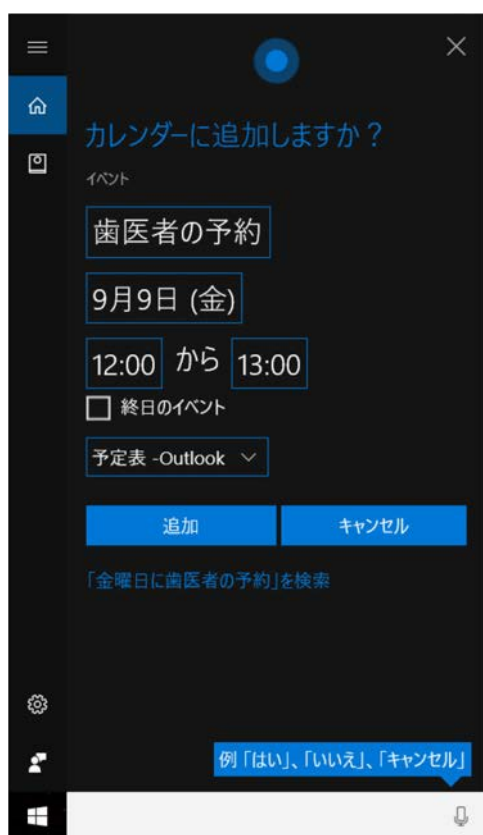 カレンダーに追加しますか？
イベント
歯医者の予約
9月9日 (金)
12:00 から 13:00
終日のイベント
予定表 -Outlook
追加 キャンセル
「金曜日に歯医者の予約」を検索
例「はい」、「いいえ」、「キャンセル」